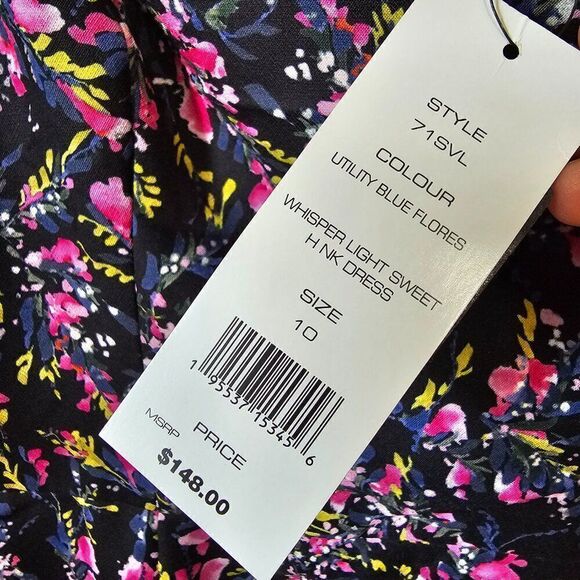 STYLE
71SVL
COLOUR
UTILITY BLUE FLORES
WHISPER LIGHT SWEET
H NK DRESS
SIZE
10
1 95337 15345 6
PRICE
MSRP
$148.00